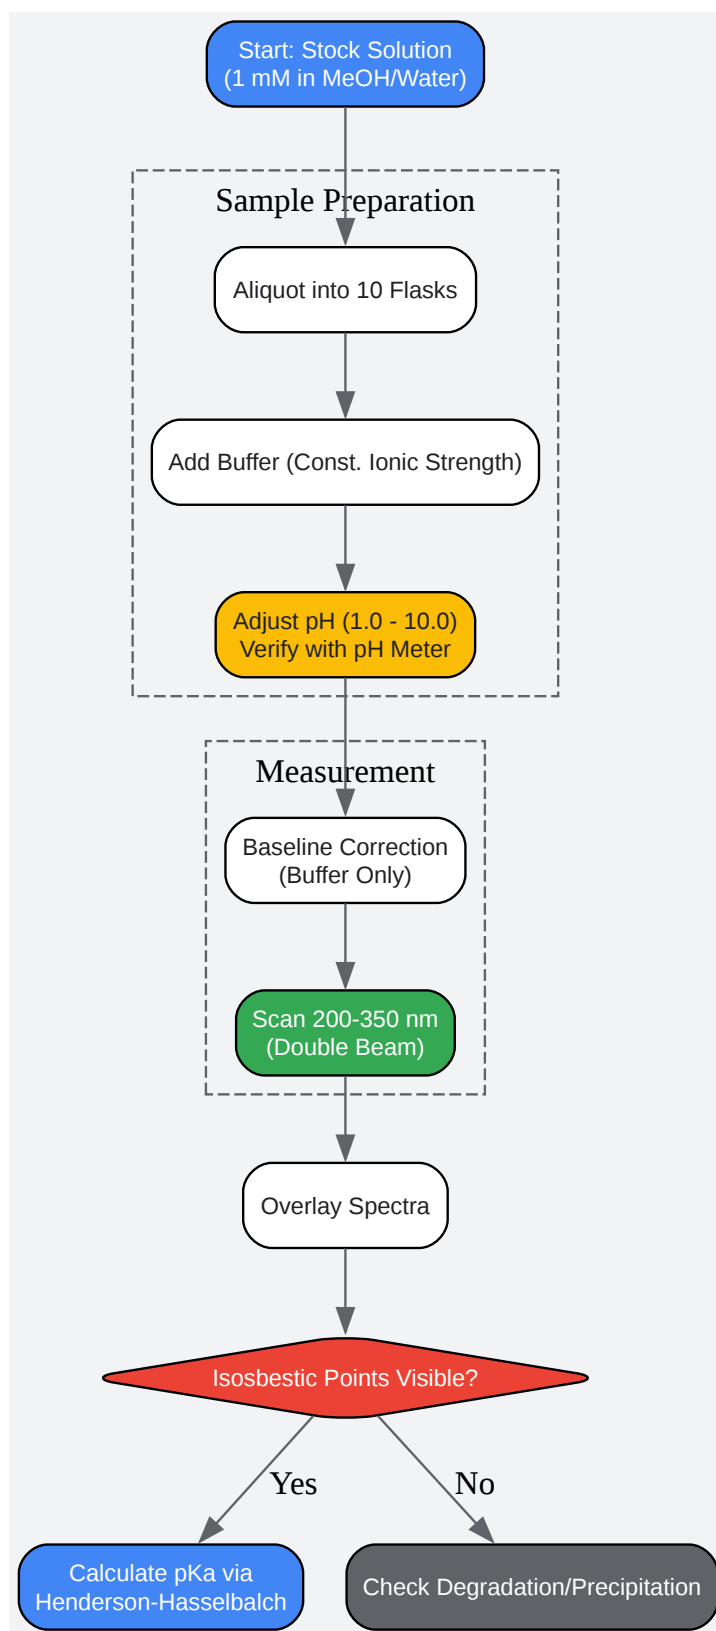 Start: Stock Solution
(1 mM in MeOH/Water)
Sample Preparation
Aliquot into 10 Flasks
Add Buffer (Const. Ionic Strength)
Adjust pH (1.0 - 10.0)
Verify with pH Meter
Measurement
Baseline Correction
(Buffer Only)
Scan 200-350 nm
(Double Beam)
Overlay Spectra
Isosbestic Points Visible?
Yes
No
Calculate pKa via
Henderson-Hasselbalch
Check Degradation/Precipitation